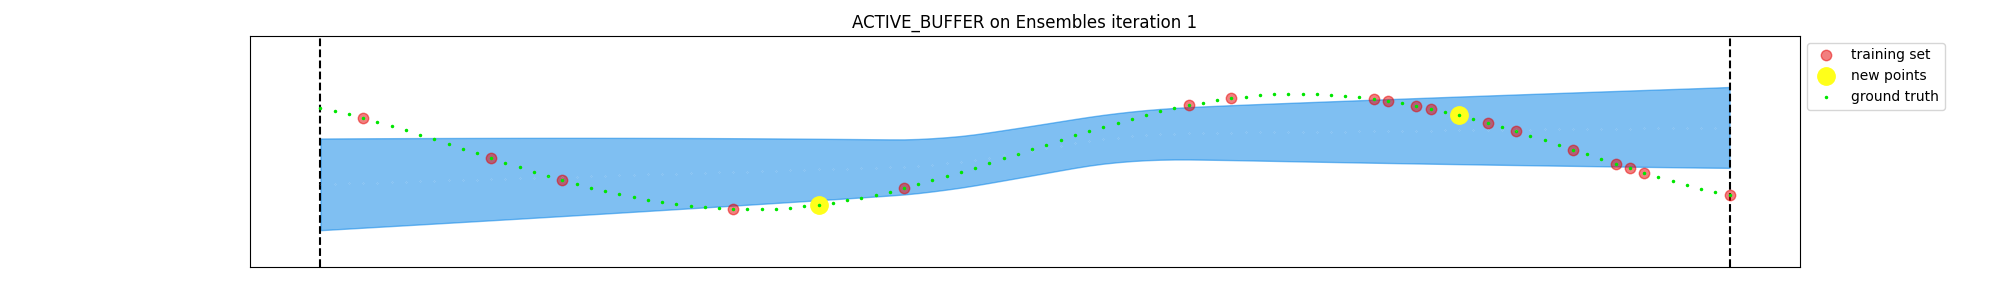 ACTIVE_BUFFER on Ensembles iteration 1
training set
new points
ground truth